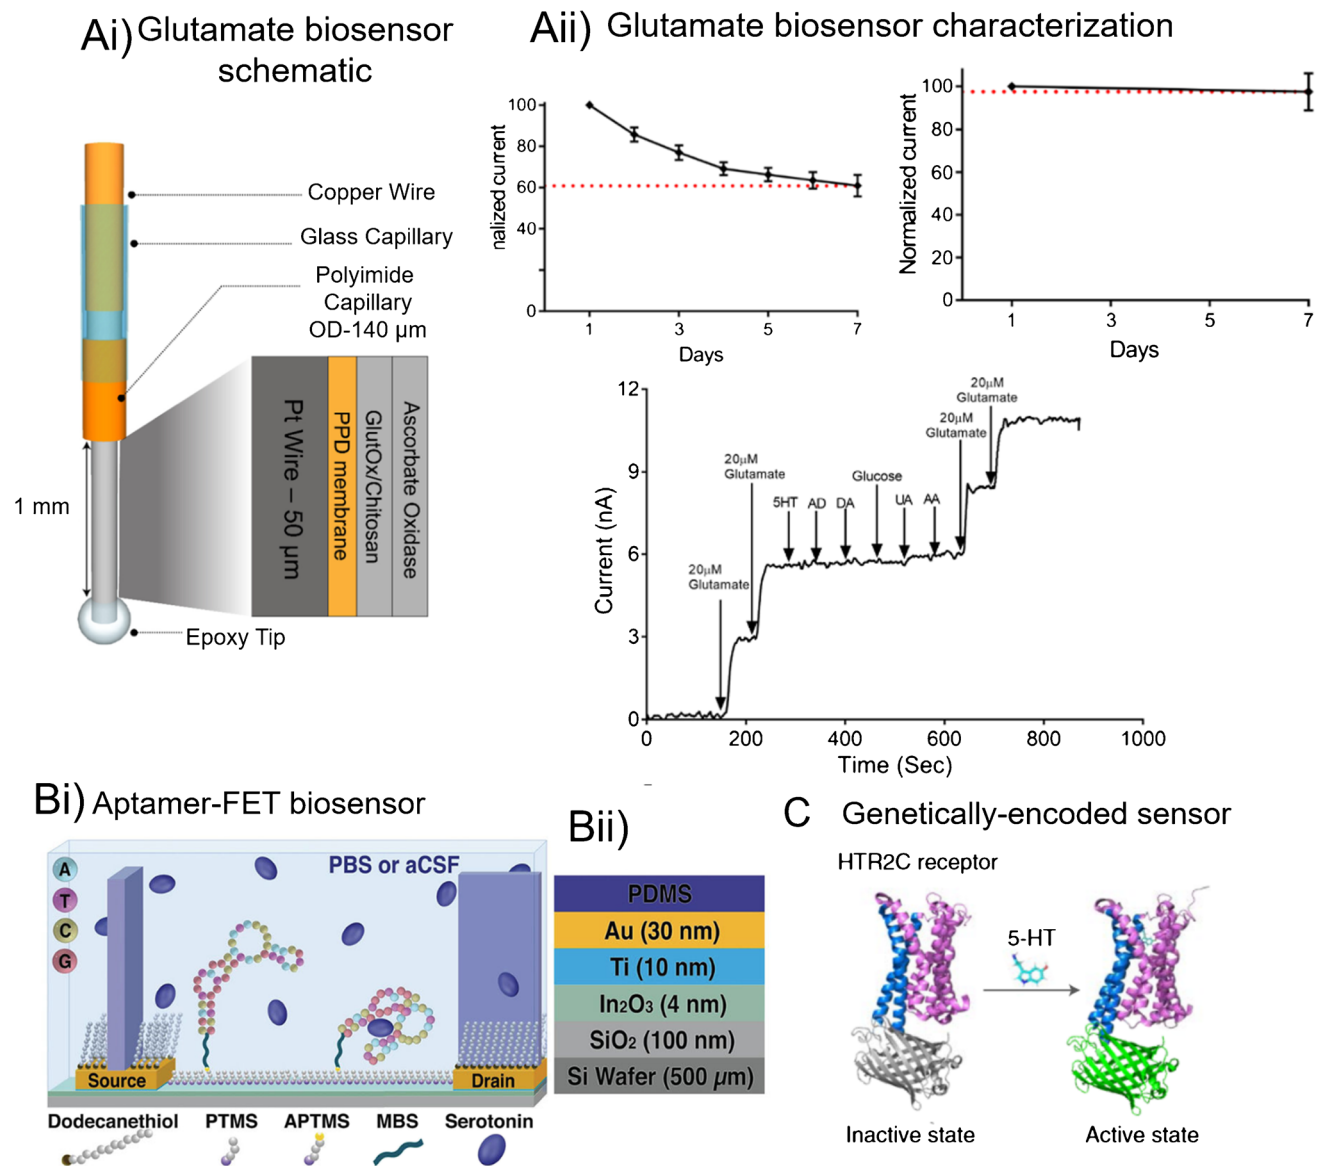 Ai) Glutamate biosensor
schematic
Copper Wire
Glass Capillary
Polyimide
Capillary
OD-140 µm
1 mm
Pt Wire – 50 µm
PPD membrane
GlutOx/Chitosan
Ascorbate Oxidase
Epoxy Tip
Aii) Glutamate biosensor characterization
nalized current
100
80
60
40
0
1 3 5 7
Days
Normalized current
100
80
60
40
20
0
1 3 5 7
Days
Current (nA)
12
9
6
3
0
20µM
Glutamate
20µM
Glutamate
5HT
AD
DA
Glucose
UA
AA
20µM
Glutamate
20µM
Glutamate
0 200 400 600 800 1000
Time (Sec)
Bi) Aptamer-FET biosensor
PBS or aCSF
A
T
C
G
Source
Drain
Dodecanethiol PTMS APTMS MBS Serotonin
Bii)
PDMS
Au (30 nm)
Ti (10 nm)
In₂O₃ (4 nm)
SiO₂ (100 nm)
Si Wafer (500 µm)
C Genetically-encoded sensor
HTR2C receptor
5-HT
Inactive state
Active state